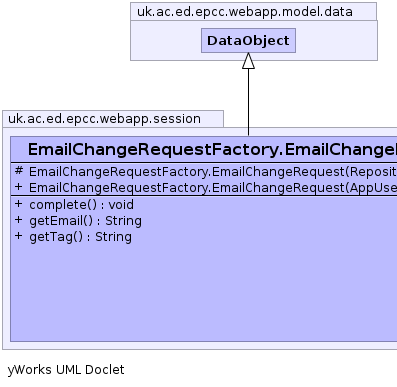 uk.ac.ed.epcc.webapp.model.data
DataObject
uk.ac.ed.epcc.webapp.session
EmailChangeRequestFactory.EmailChangeR
# EmailChangeRequestFactory.EmailChangeRequest(Reposit
+ EmailChangeRequestFactory.EmailChangeRequest(AppUse
+ complete() : void
+ getEmail() : String
+ getTag() : String
yWorks UML Doclet